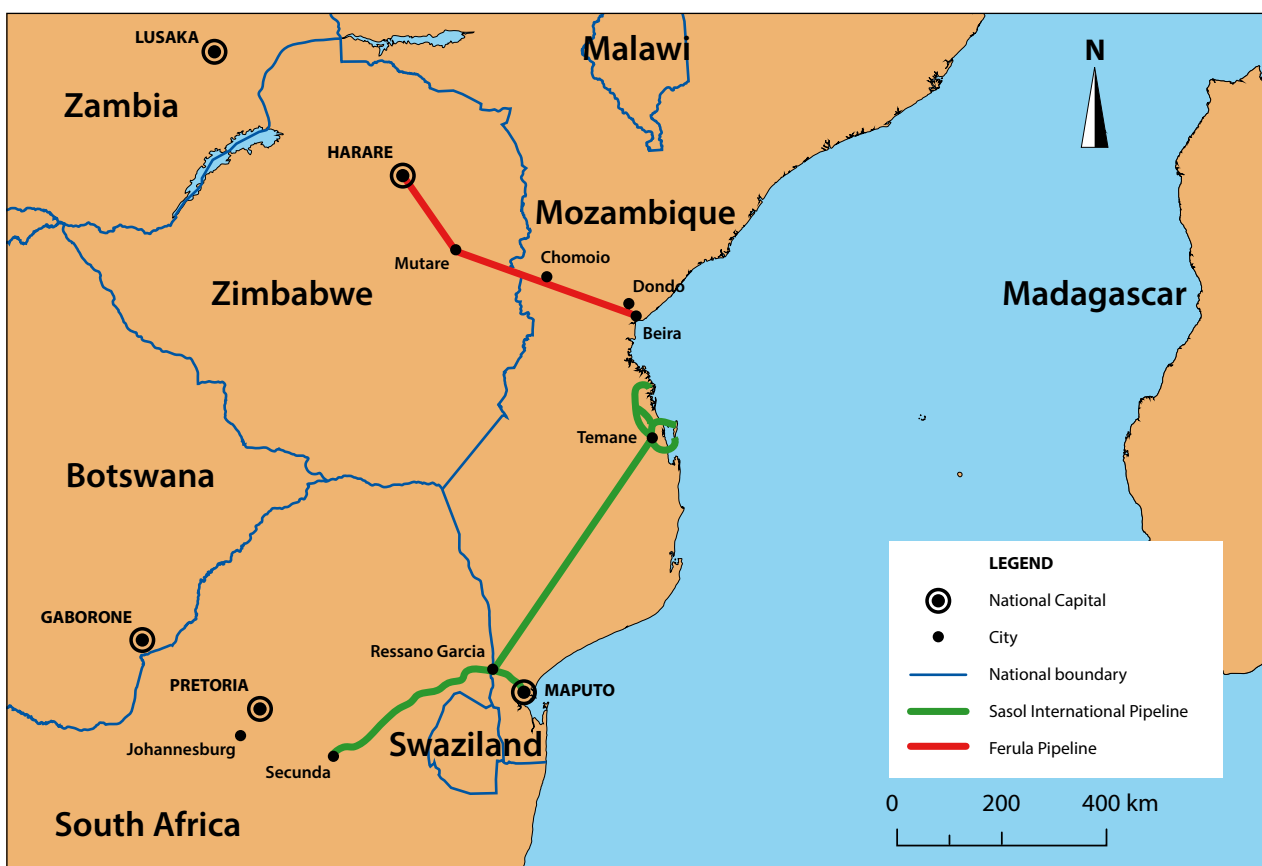 LUSAKA
Malawi
N
Zambia
HARARE
Mozambique
Chomoio
Mutare
Dondo
Zimbabwe
Madagascar
Beira
Temane
Botswana
LEGEND
National Capital
GABORONE
City
Ressano Garcia
National boundary
PRETORIA
MAPUTO
Sasol International Pipeline
Johannesburg
Swaziland
Ferula Pipeline
Secunda
0 200 400 km
South Africa